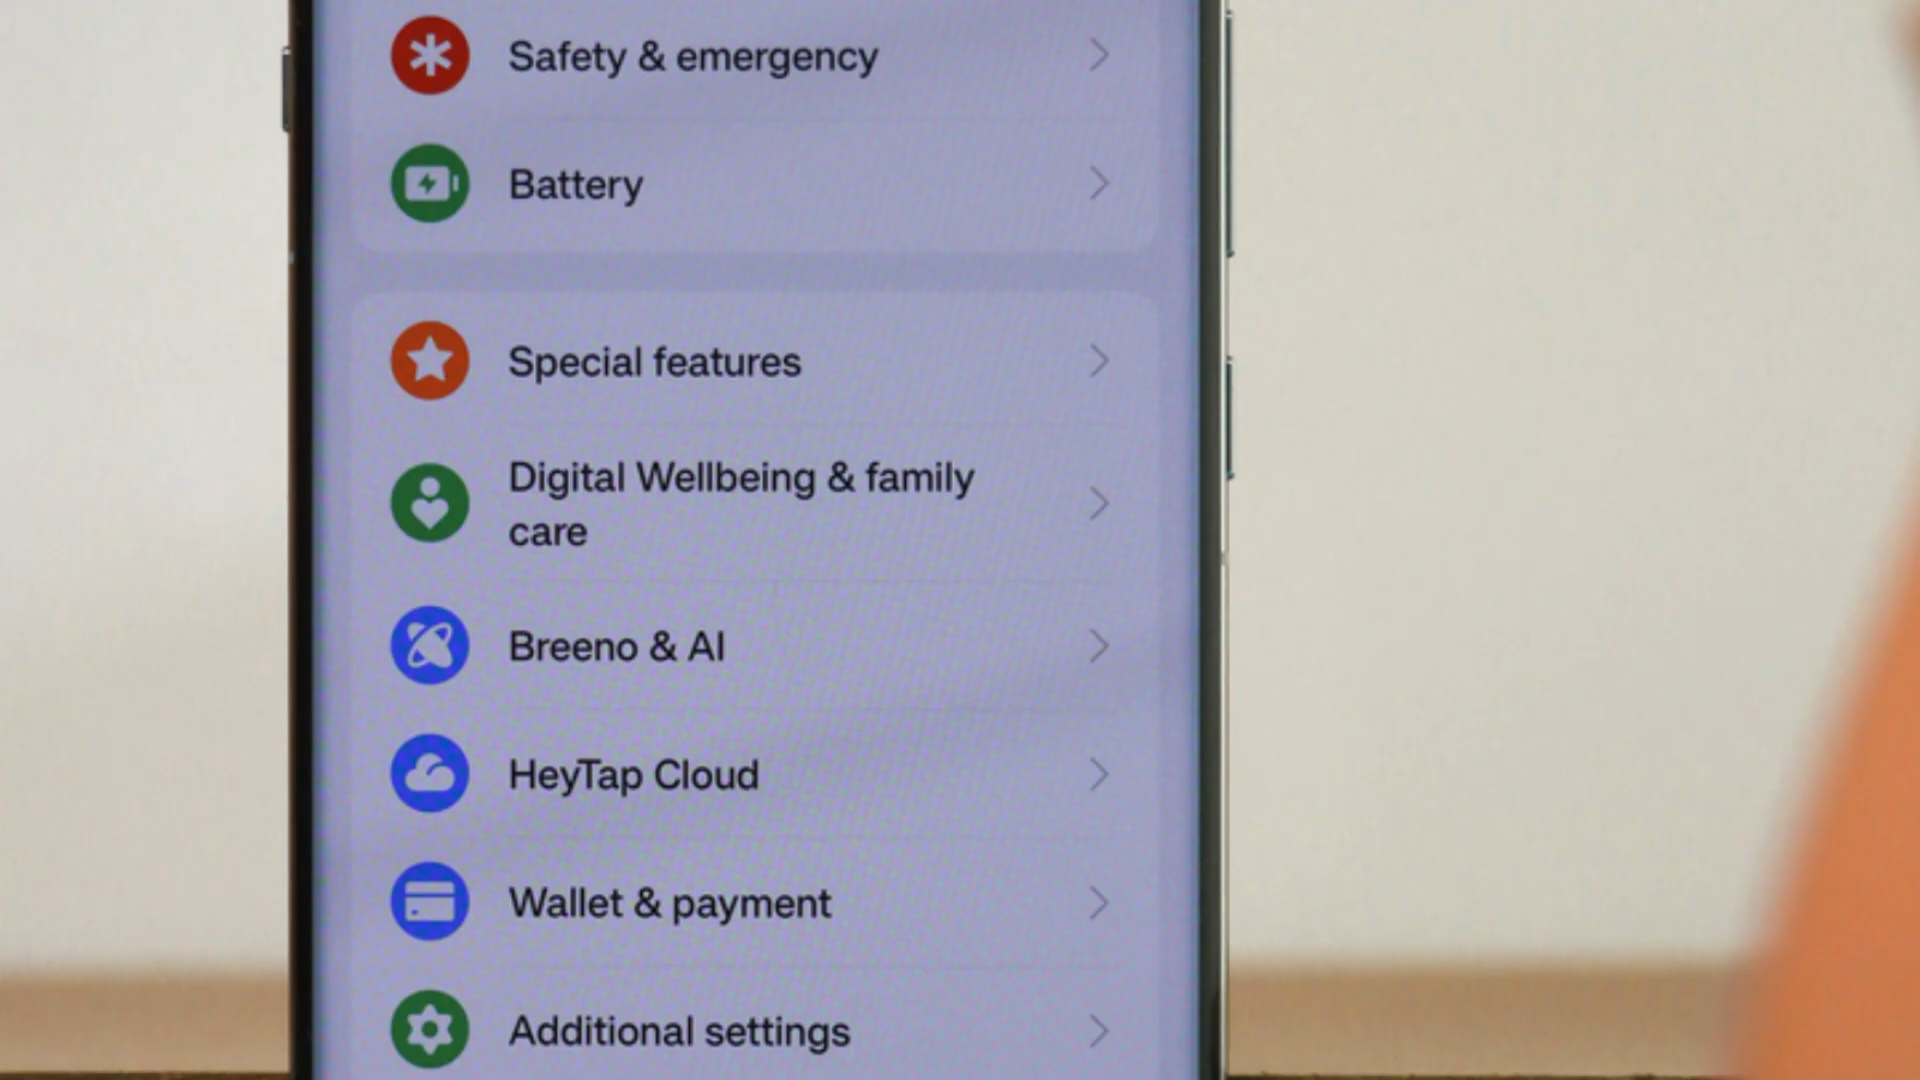 Safety & emergency
Battery
Special features
Digital Wellbeing & family
care
Breeno & AI
HeyTap Cloud
Wallet & payment
Additional settings